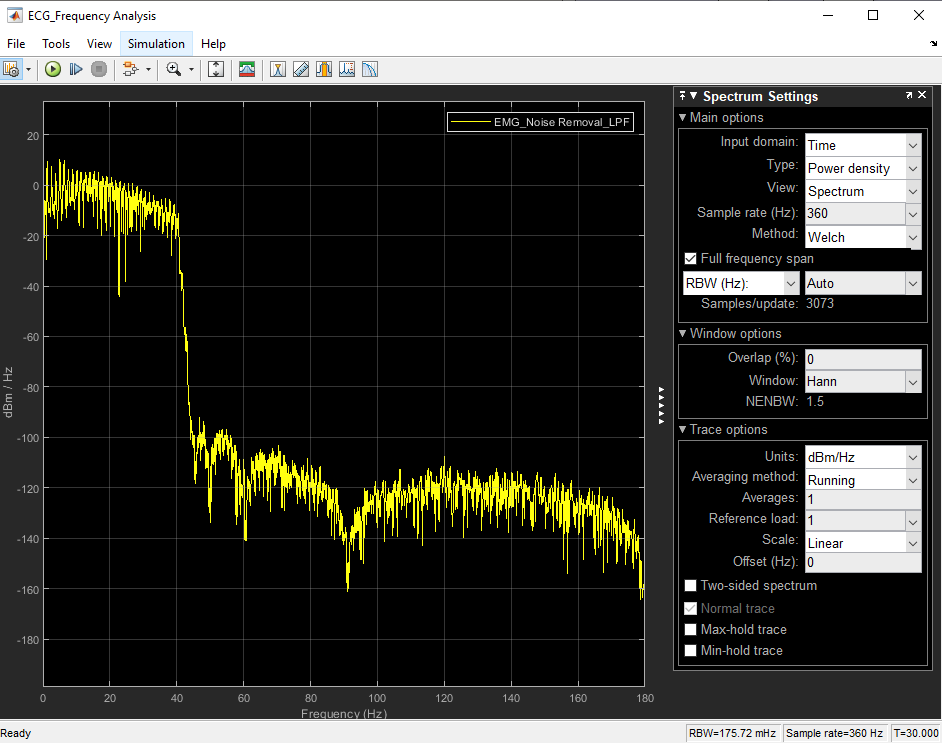 ECG_Frequency Analysis
File Tools View Simulation Help
EMG_Noise Removal_LPF
20
0
-20
-40
-60
-80
-100
-120
-140
-160
-180
dBm / Hz
0 20 40 60 80 100 120 140 160 180
Frequency (Hz)
Spectrum Settings
Main options
Input domain: Time
Type: Power density
View: Spectrum
Sample rate (Hz): 360
Method: Welch
Full frequency span
RBW (Hz): Auto
Samples/update: 3073
Window options
Overlap (%): 0
Window: Hann
NENBW: 1.5
Trace options
Units: dBm/Hz
Averaging method: Running
Averages: 1
Reference load: 1
Scale: Linear
Offset (Hz): 0
Two-sided spectrum
Normal trace
Max-hold trace
Min-hold trace
Ready RBW=175.72 mHz Sample rate=360 Hz T=30.000